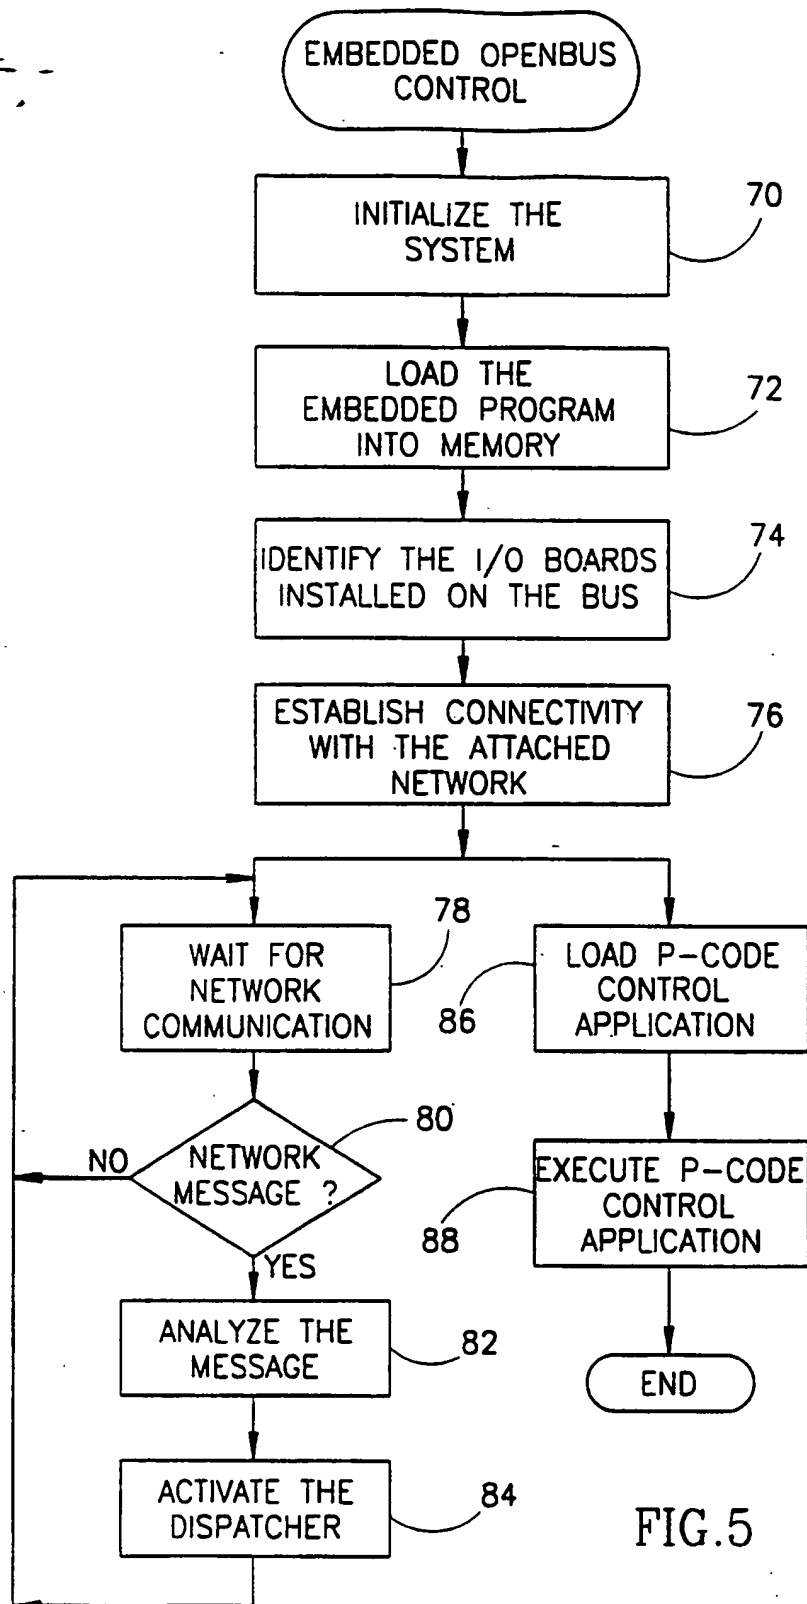 EMBEDDED OPENBUS
CONTROL
INITIALIZE THE
SYSTEM
70
LOAD THE
EMBEDDED PROGRAM
INTO MEMORY
72
IDENTIFY THE I/O BOARDS
INSTALLED ON THE BUS
74
ESTABLISH CONNECTIVITY
WITH THE ATTACHED
NETWORK
76
WAIT FOR
NETWORK
COMMUNICATION
78
NETWORK
MESSAGE ?
80
NO
YES
ANALYZE THE
MESSAGE
82
ACTIVATE THE
DISPATCHER
84
LOAD P-CODE
CONTROL
APPLICATION
86
EXECUTE P-CODE
CONTROL
APPLICATION
88
END
FIG.5